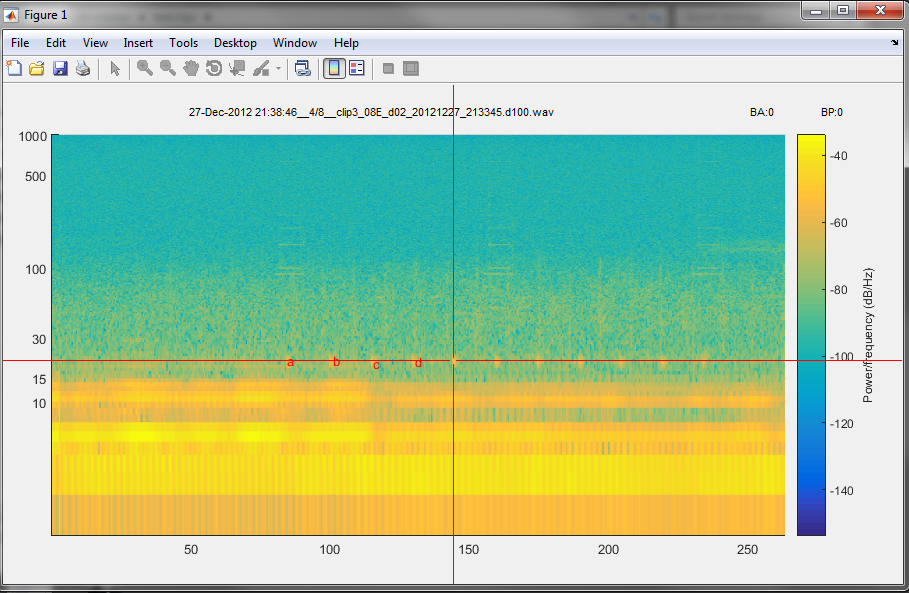 Figure 1
File Edit View Insert Tools Desktop Window Help
27-Dec-2012 21:38:46__4/8__clip3_08E_d02_20121227_213345.d100.wav BA:0 BP:0
1000
500
100
30
15
10
a b c d
50 100 150 200 250
-40
-60
-80
-100
-120
-140
Power/frequency (dB/Hz)